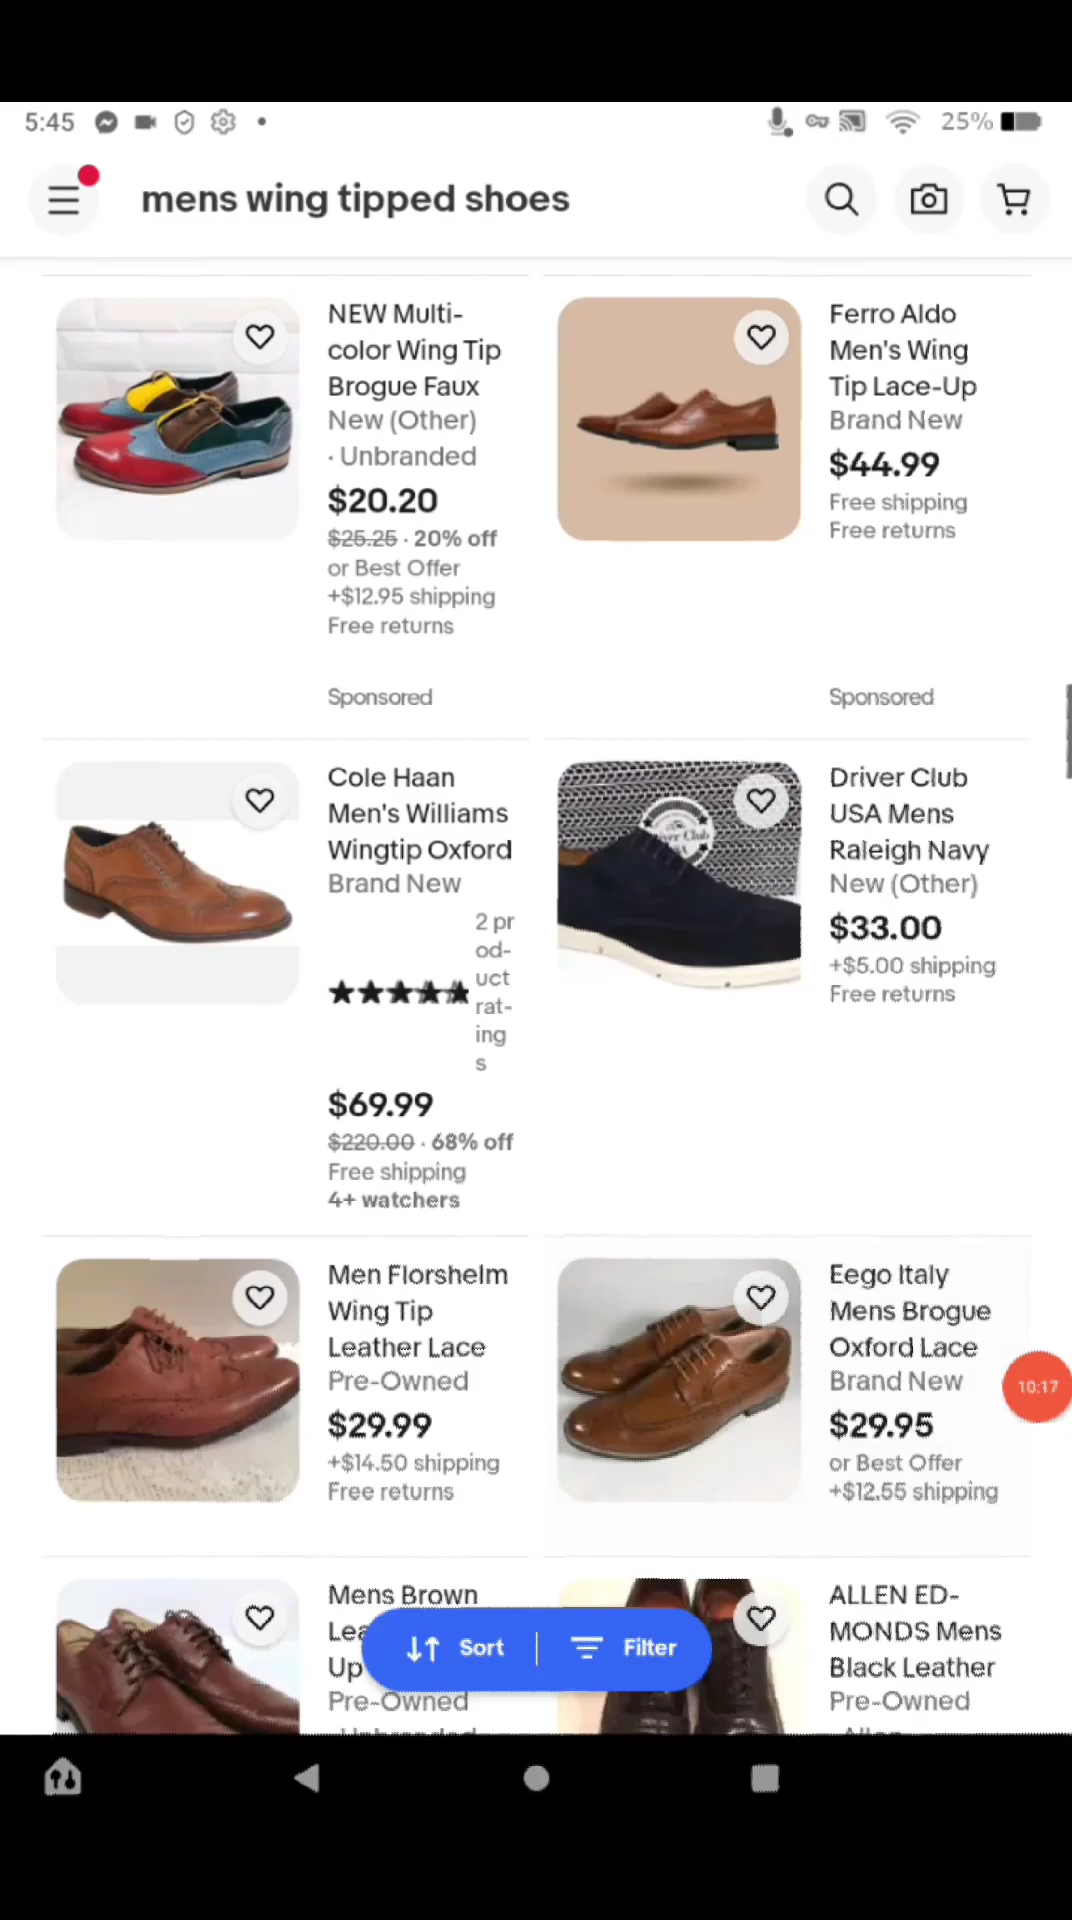 5:45
25%
mens wing tipped shoes
NEW Multi-
color Wing Tip
Brogue Faux
New (Other)
· Unbranded
$20.20
$25.25 · 20% off
or Best Offer
+$12.95 shipping
Free returns
Sponsored
Ferro Aldo
Men's Wing
Tip Lace-Up
Brand New
$44.99
Free shipping
Free returns
Sponsored
Cole Haan
Men's Williams
Wingtip Oxford
Brand New
2 pr
od-
uct
rat-
ing
s
$69.99
$220.00 · 68% off
Free shipping
4+ watchers
Driver Club
USA Mens
Raleigh Navy
New (Other)
$33.00
+$5.00 shipping
Free returns
Men Florsheim
Wing Tip
Leather Lace
Pre-Owned
$29.99
+$14.50 shipping
Free returns
Eego Italy
Mens Brogue
Oxford Lace
Brand New
$29.95
or Best Offer
+$12.55 shipping
10:17
Mens Brown
Up
Pre-Owned
ALLEN ED-
MONDS Mens
Black Leather
Pre-Owned
Sort
Filter